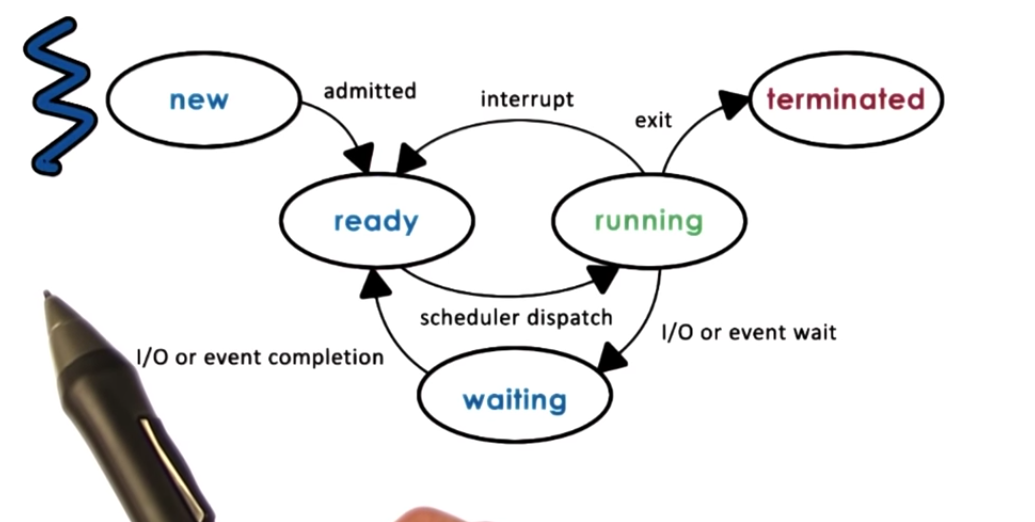 new
admitted
interrupt
exit
terminated
ready
running
scheduler dispatch
I/O or event wait
I/O or event completion
waiting